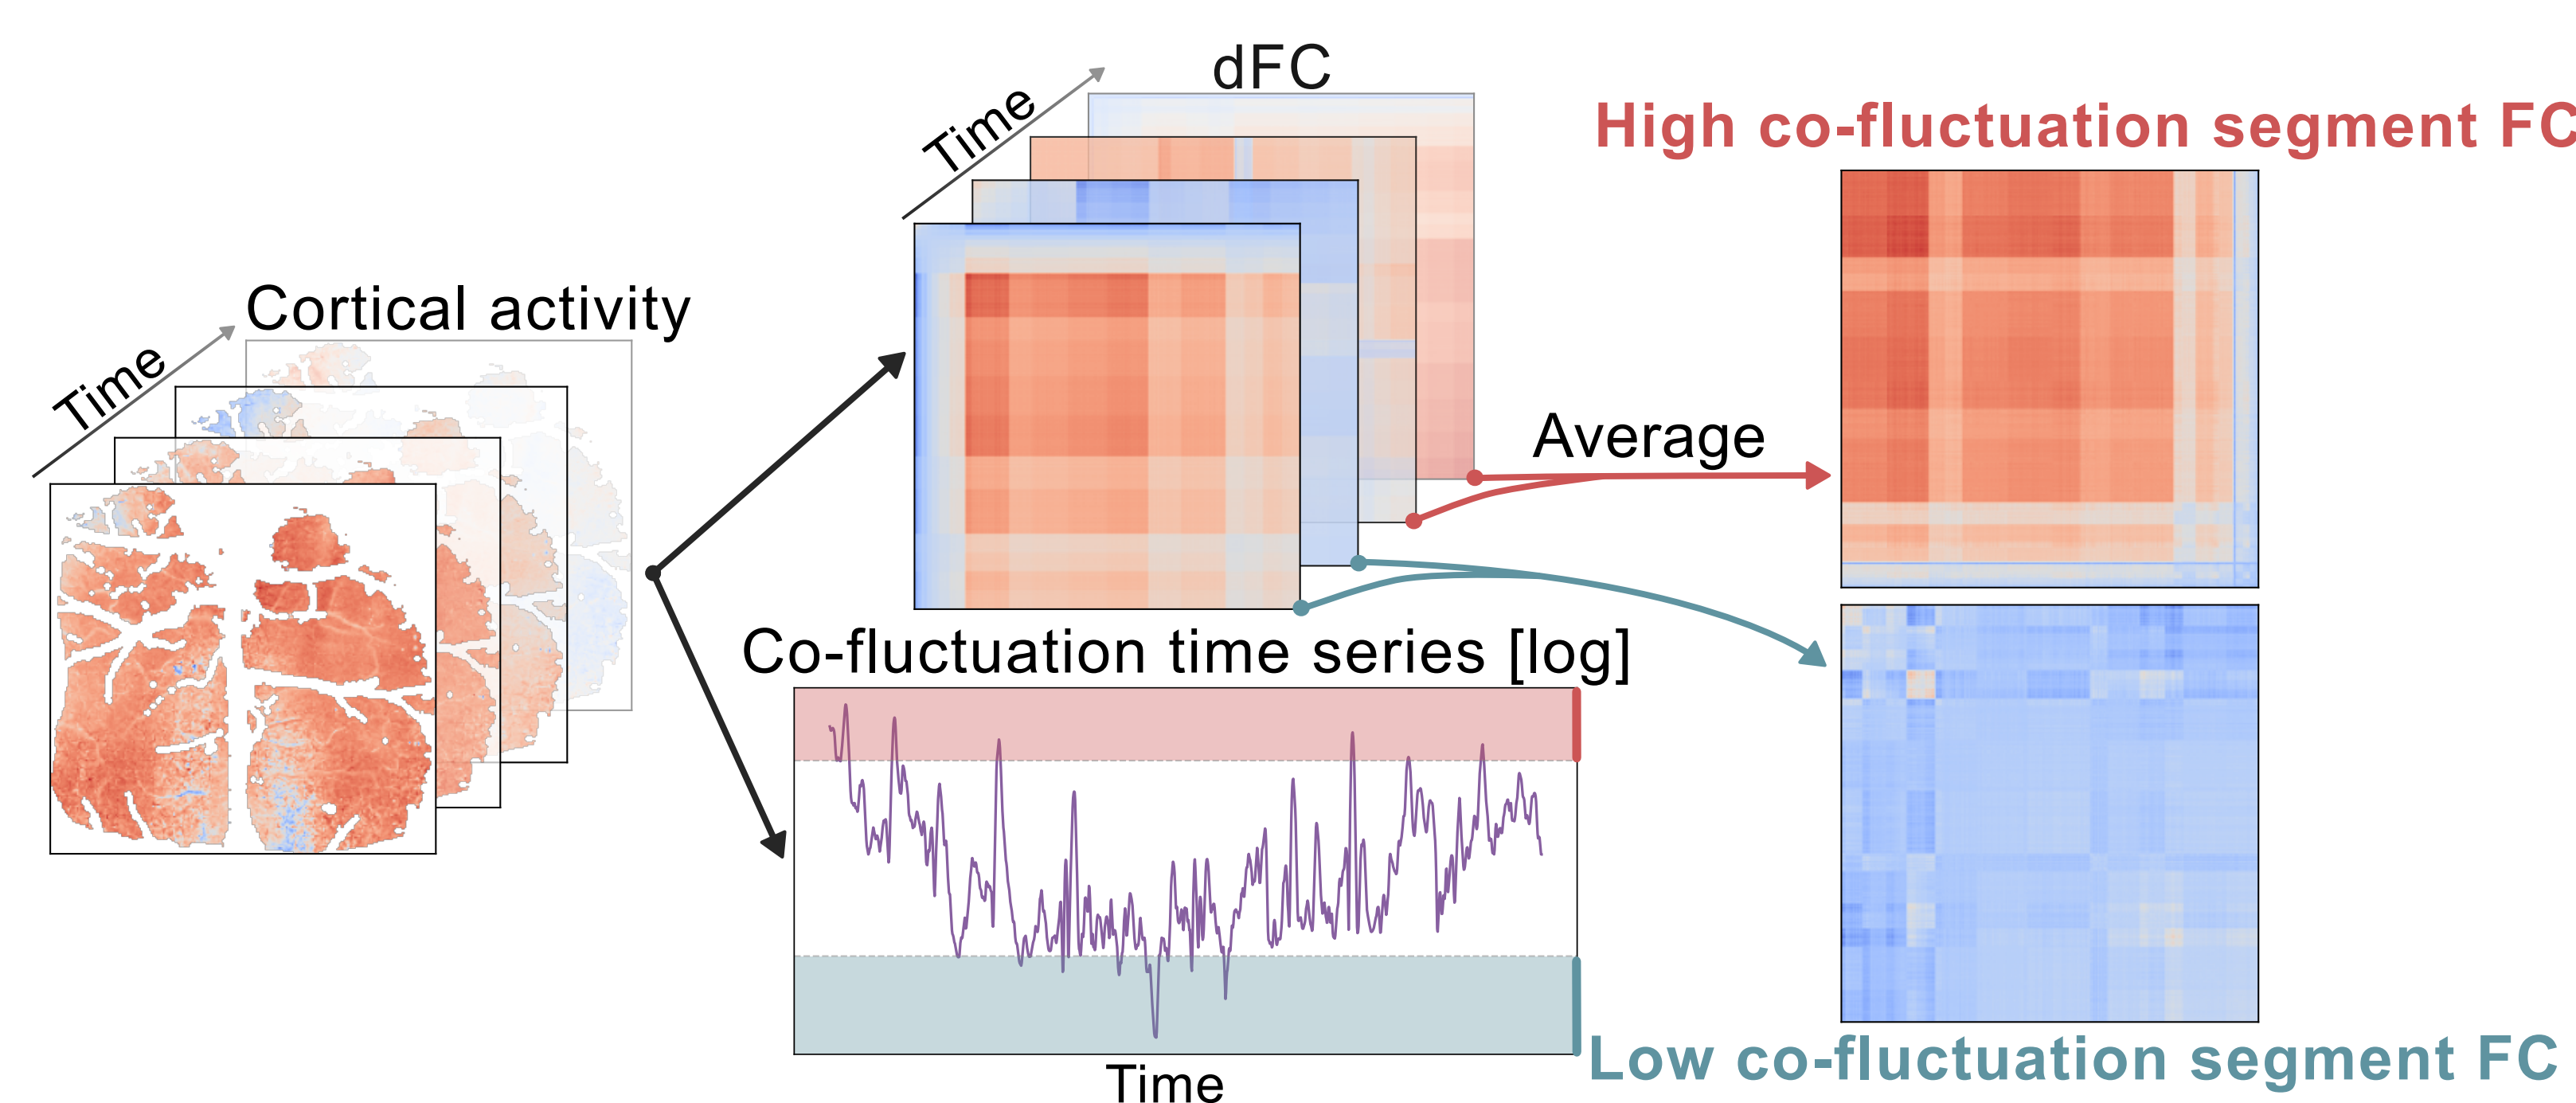 dFC
Time
High co-fluctuation segment FC
Cortical activity
Time
Average
Co-fluctuation time series [log]
Low co-fluctuation segment FC
Time